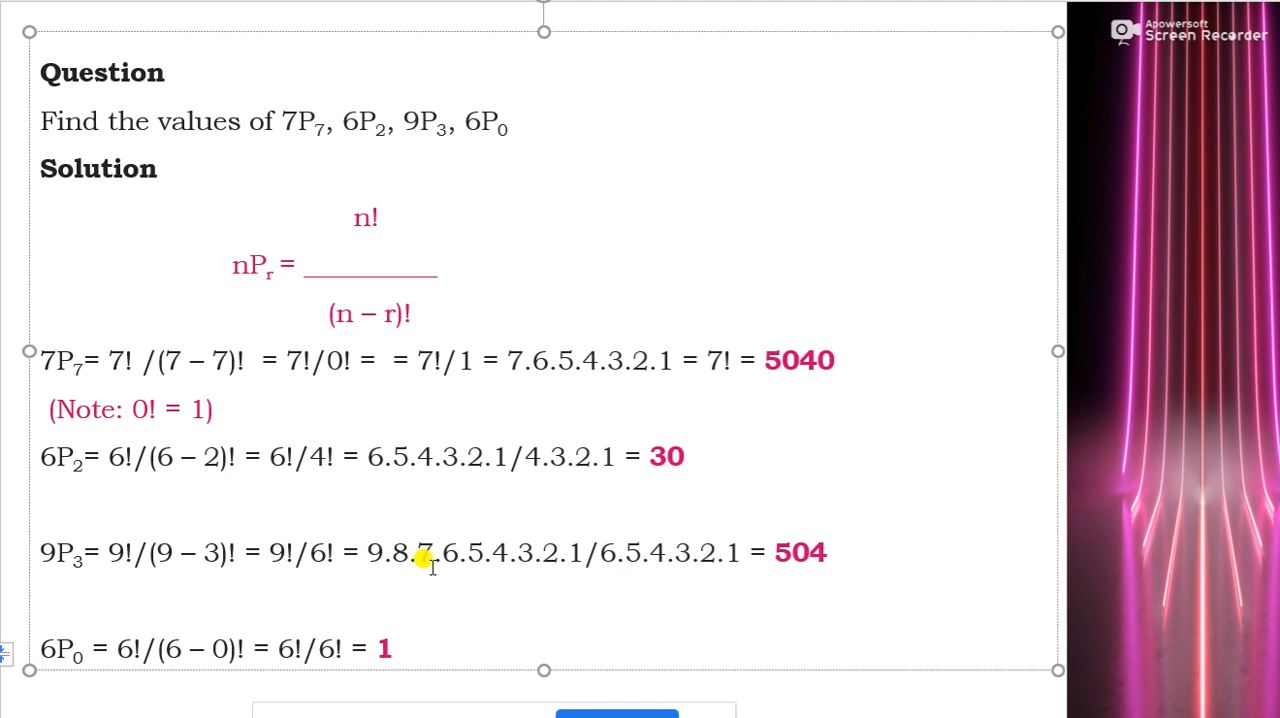 Apowersoft
Screen Recorder
Question
Find the values of 7P₇, 6P₂, 9P₃, 6P₀
Solution
n!
nPᵣ = __________
(n – r)!
7P₇= 7! /(7 – 7)! = 7!/0! = = 7!/1 = 7.6.5.4.3.2.1 = 7! = 5040
(Note: 0! = 1)
6P₂= 6!/(6 – 2)! = 6!/4! = 6.5.4.3.2.1/4.3.2.1 = 30
9P₃= 9!/(9 – 3)! = 9!/6! = 9.8.7.6.5.4.3.2.1/6.5.4.3.2.1 = 504
6P₀ = 6!/(6 – 0)! = 6!/6! = 1